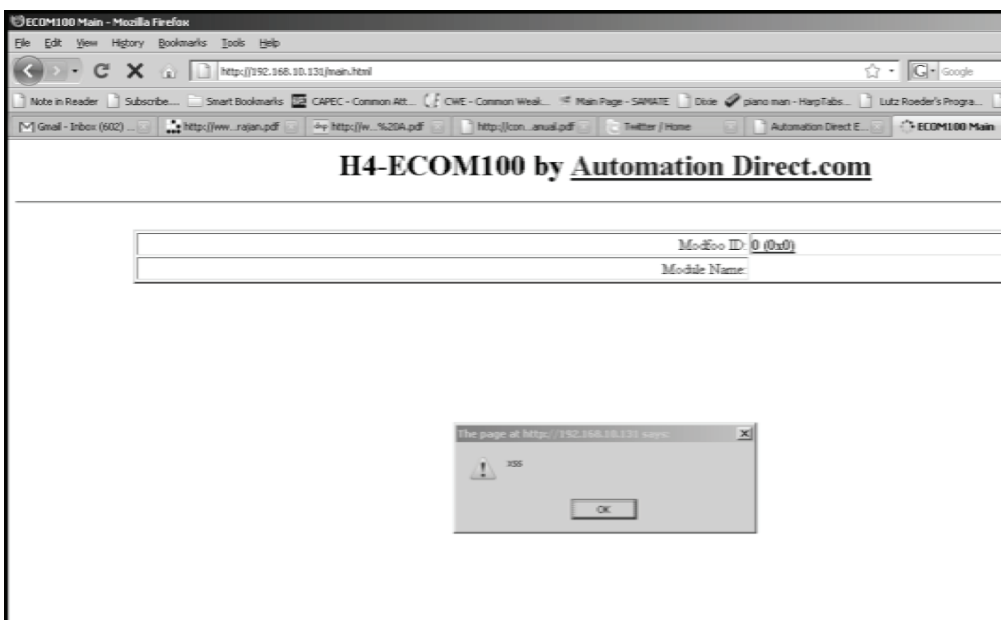 ECOM100 Main - Mozilla Firefox
File Edit View History Bookmarks Tools Help
http://192.168.10.131/main.html
Google
Note in Reader Subscribe.... Smart Bookmarks CAPEC - Common Att... CWE - Common Weak... Main Page - SAMATE Dixie piano man - HarpTabs... Lutz Roeder's Progra...
Gmail - Inbox (602) ... http://ww...rajan.pdf http://w...%20A.pdf http://con...anual.pdf Twitter / Home Automation Direct E... ECOM100 Main
H4-ECOM100 by Automation Direct.com
Modfoo ID: 0 (0x0)
Module Name:
The page at http://192.168.10.131 says:
xss
OK